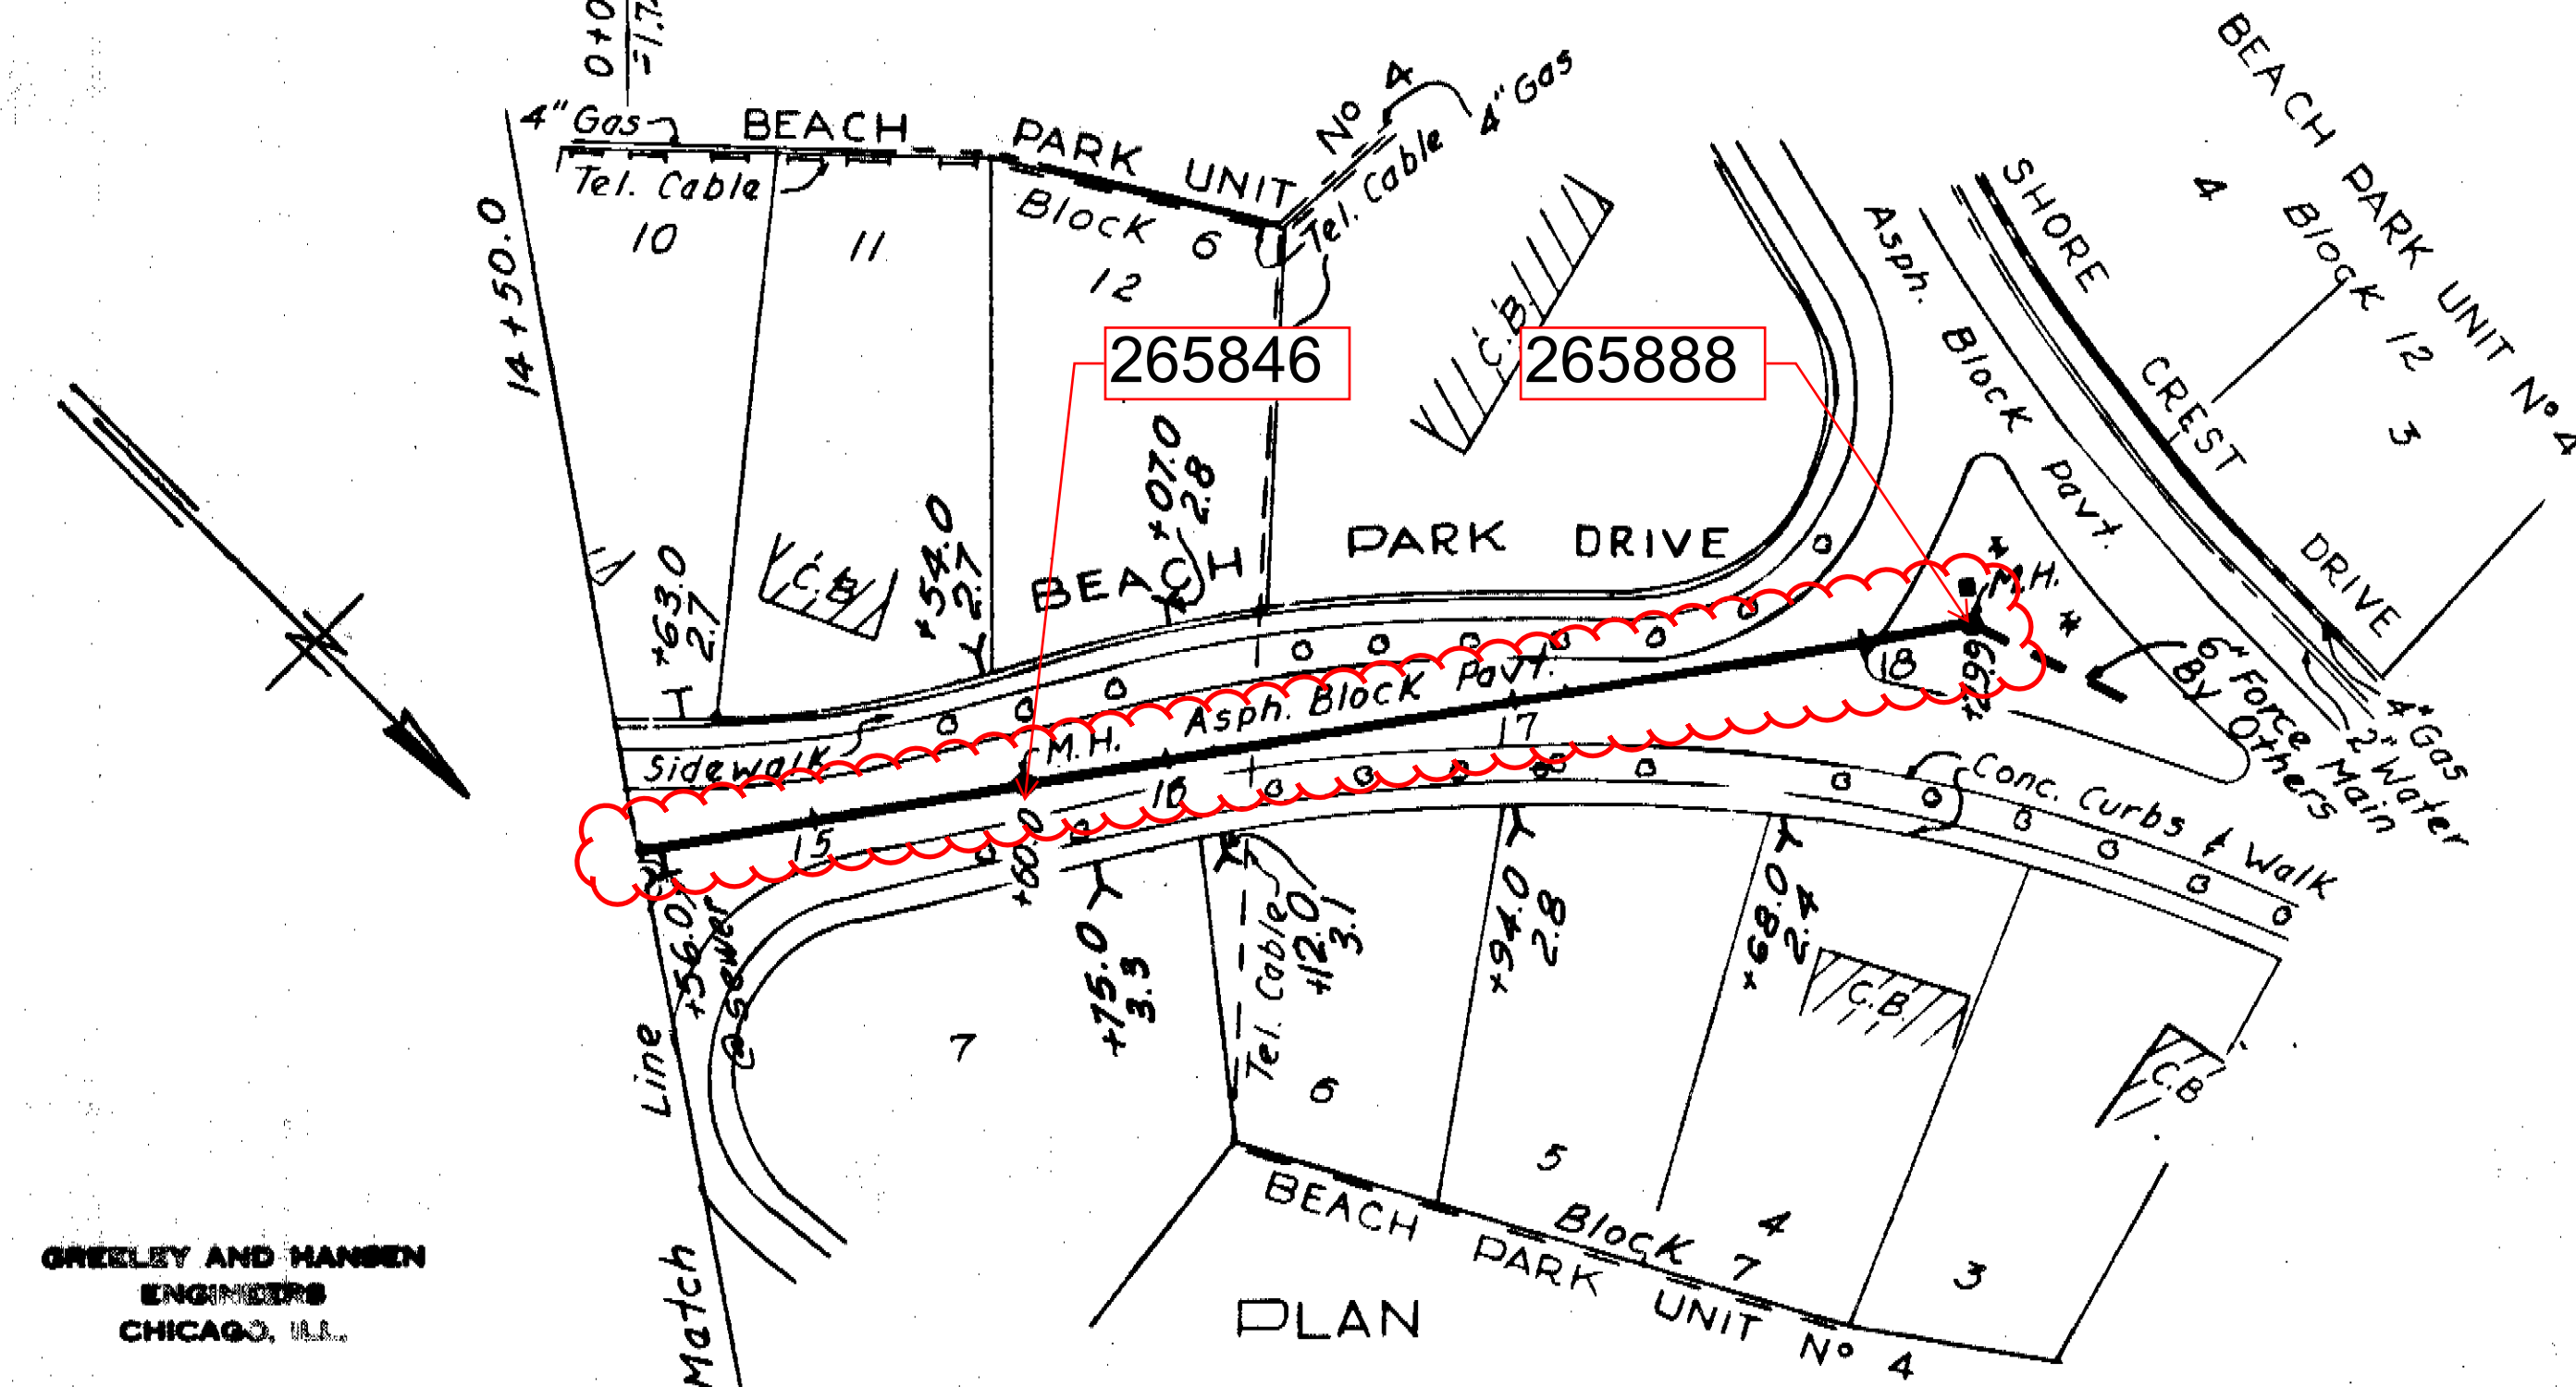 0+0
=1.7
4" Gas
BEACH PARK UNIT Nº 4
4" Gas
Tel. Cable
Block 6
Tel. Cable
10
11
12
14 + 50.0
C.B.
265846
265888
BEACH PARK UNIT Nº 4
4
Block 12
3
SHORE CREST DRIVE
Asph. Block Pavt.
+07.0
2.8
+54.0
2.7
+63.0
2.7
C.B.
BEACH PARK DRIVE
M.H.
Asph. Block Pavt.
18
+29.9
6" Force Main
By Others
4" Gas
2" Water
Sidewalk
M.H.
15
16
7
+60.0
Conc. Curbs & Walk
+56.0
@ Sewer
+75.0
3.3
Tel. Cable
+12.0
3.1
+94.0
2.8
+68.0
2.4
C.B.
C.B
7
6
5
4
3
Block 7
BEACH PARK UNIT Nº 4
Match Line
PLAN
GREELEY AND HANSEN
ENGINEERS
CHICAGO, ILL.